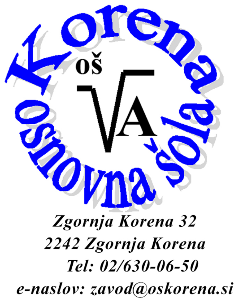 Korena
oš
A
osnovna šola
Zgornja Korena 32
2242 Zgornja Korena
Tel: 02/630-06-50
e-naslov: zavod@oskorena.si